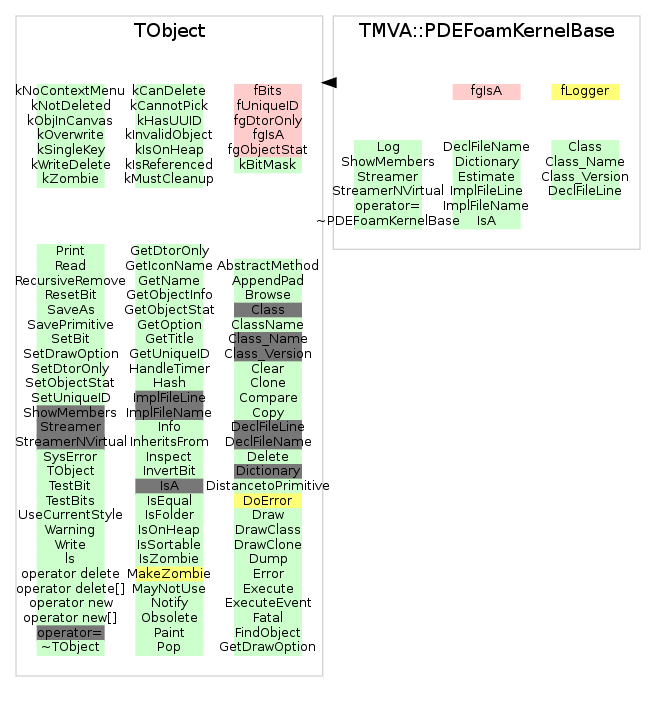 TObject
kNoContextMenu
kNotDeleted
kObjInCanvas
kOverwrite
kSingleKey
kWriteDelete
kZombie
kCanDelete
kCannotPick
kHasUUID
kInvalidObject
kIsOnHeap
kIsReferenced
kMustCleanup
fBits
fUniqueID
fgDtorOnly
fgIsA
fgObjectStat
kBitMask
Print
Read
RecursiveRemove
ResetBit
SaveAs
SavePrimitive
SetBit
SetDrawOption
SetDtorOnly
SetObjectStat
SetUniqueID
ShowMembers
Streamer
StreamerNVirtual
SysError
TObject
TestBit
TestBits
UseCurrentStyle
Warning
Write
ls
operator delete
operator delete[]
operator new
operator new[]
operator=
~TObject
GetDtorOnly
GetIconName
GetName
GetObjectInfo
GetObjectStat
GetOption
GetTitle
GetUniqueID
HandleTimer
Hash
ImplFileLine
ImplFileName
Info
InheritsFrom
Inspect
InvertBit
IsA
IsEqual
IsFolder
IsOnHeap
IsSortable
IsZombie
MakeZombie
MayNotUse
Notify
Obsolete
Paint
Pop
AbstractMethod
AppendPad
Browse
Class
ClassName
Class_Name
Class_Version
Clear
Clone
Compare
Copy
DeclFileLine
DeclFileName
Delete
Dictionary
DistancetoPrimitive
DoError
Draw
DrawClass
DrawClone
Dump
Error
Execute
ExecuteEvent
Fatal
FindObject
GetDrawOption
TMVA::PDEFoamKernelBase
fgIsA
fLogger
Log
ShowMembers
Streamer
StreamerNVirtual
operator=
~PDEFoamKernelBase
DeclFileName
Dictionary
Estimate
ImplFileLine
ImplFileName
IsA
Class
Class_Name
Class_Version
DeclFileLine